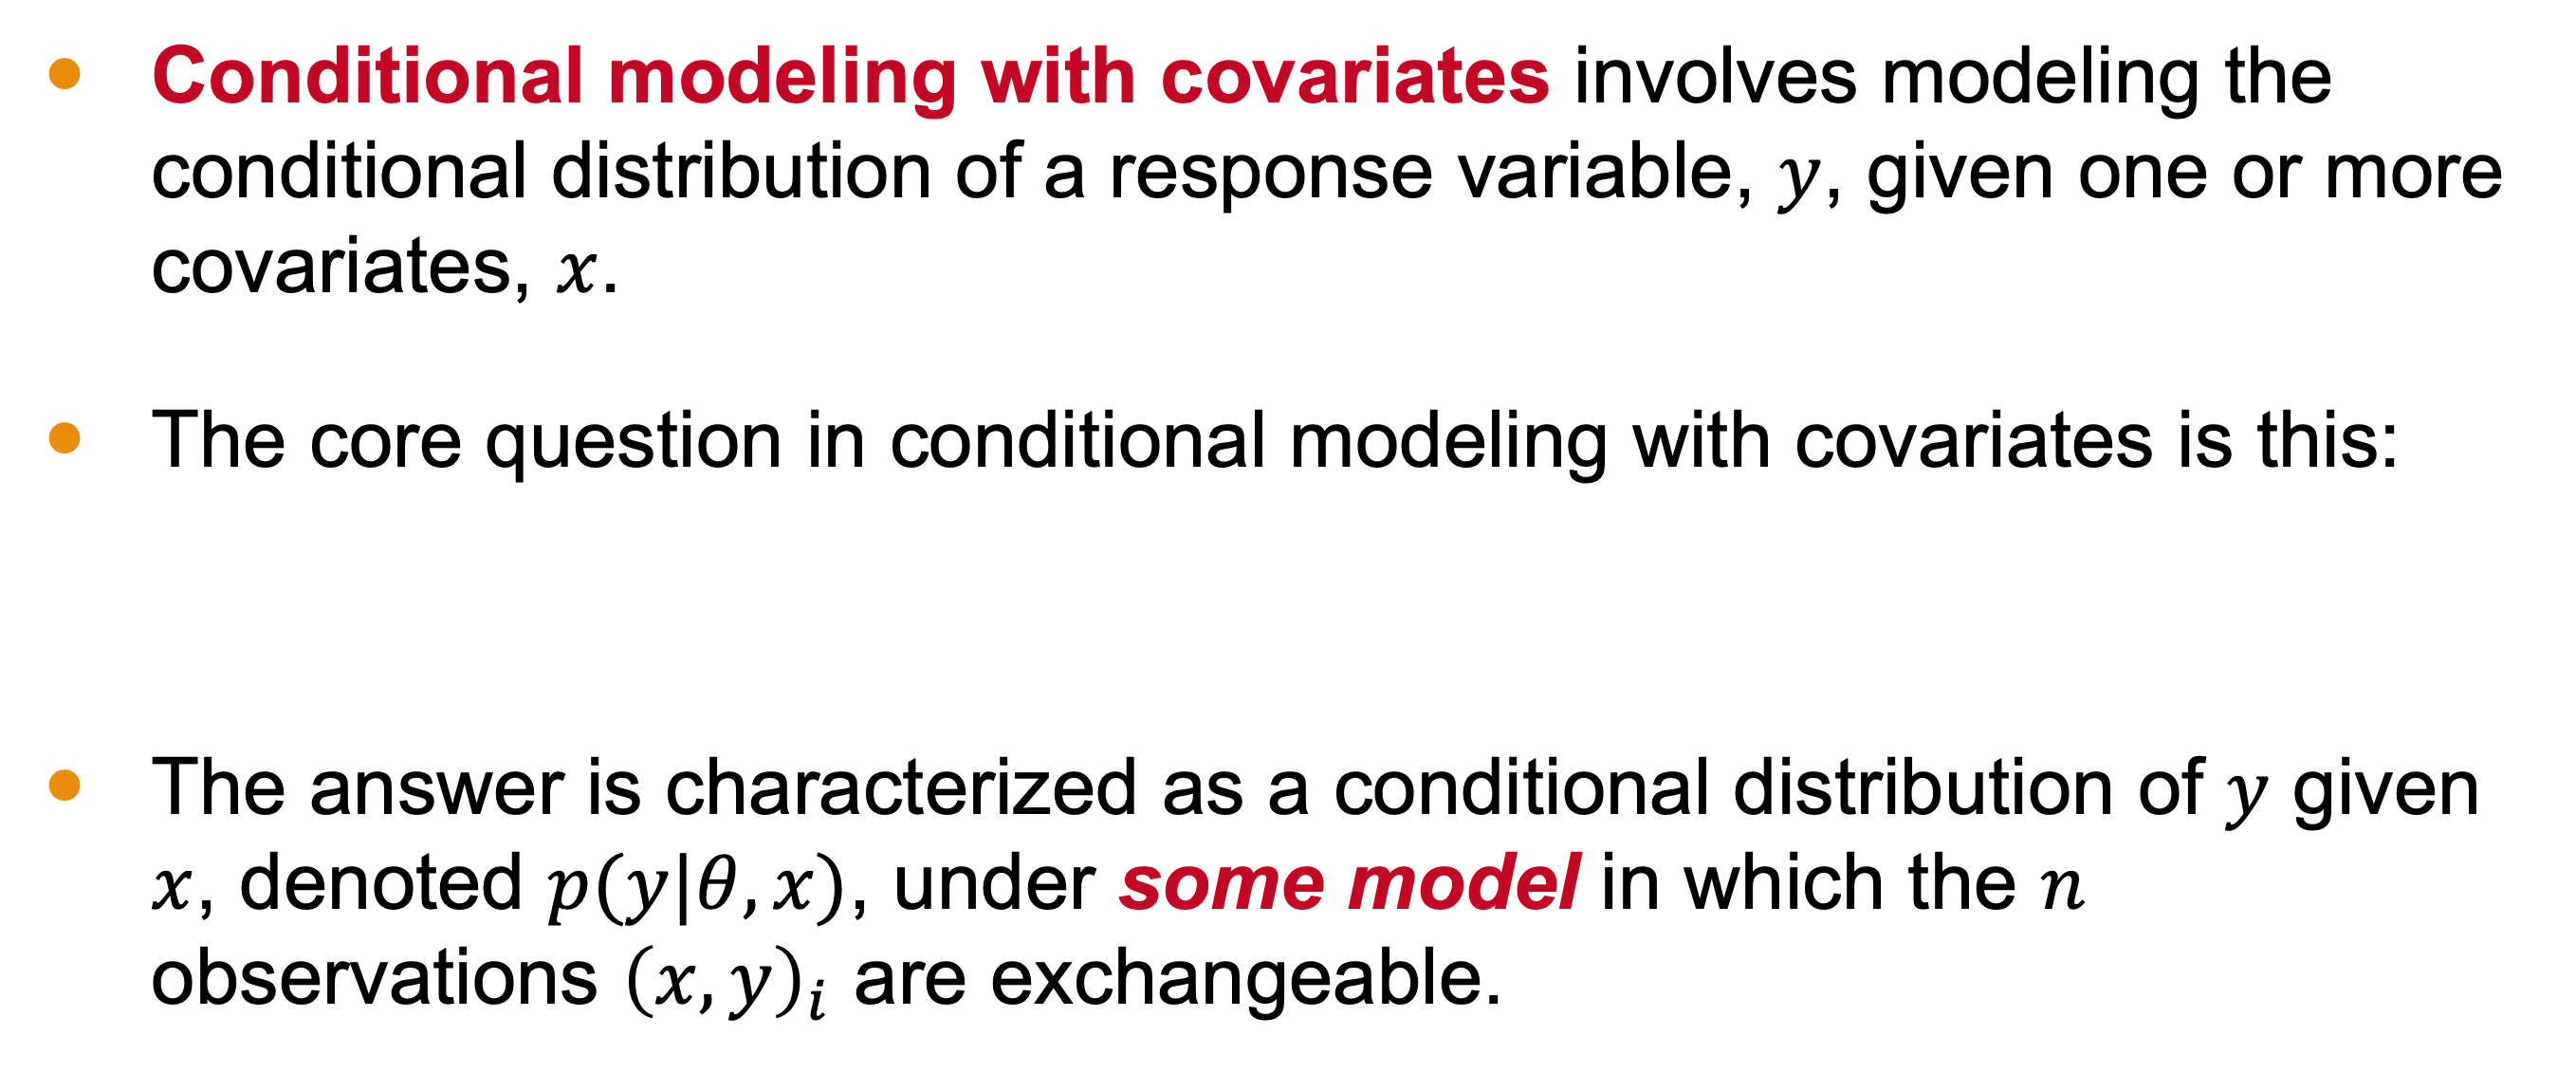 • Conditional modeling with covariates involves modeling the
conditional distribution of a response variable, y, given one or more
covariates, x.
• The core question in conditional modeling with covariates is this:
• The answer is characterized as a conditional distribution of y given
x, denoted p(y|θ, x), under some model in which the n
observations (x, y)ᵢ are exchangeable.